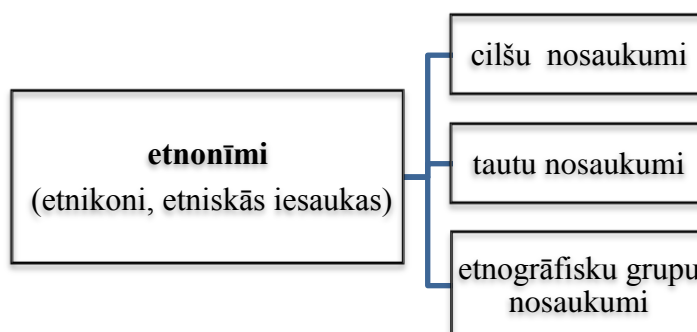 etnonīmi
(etnikoni, etniskās iesaukas)
cilšu nosaukumi
tautu nosaukumi
etnogrāfisku grupu
nosaukumi